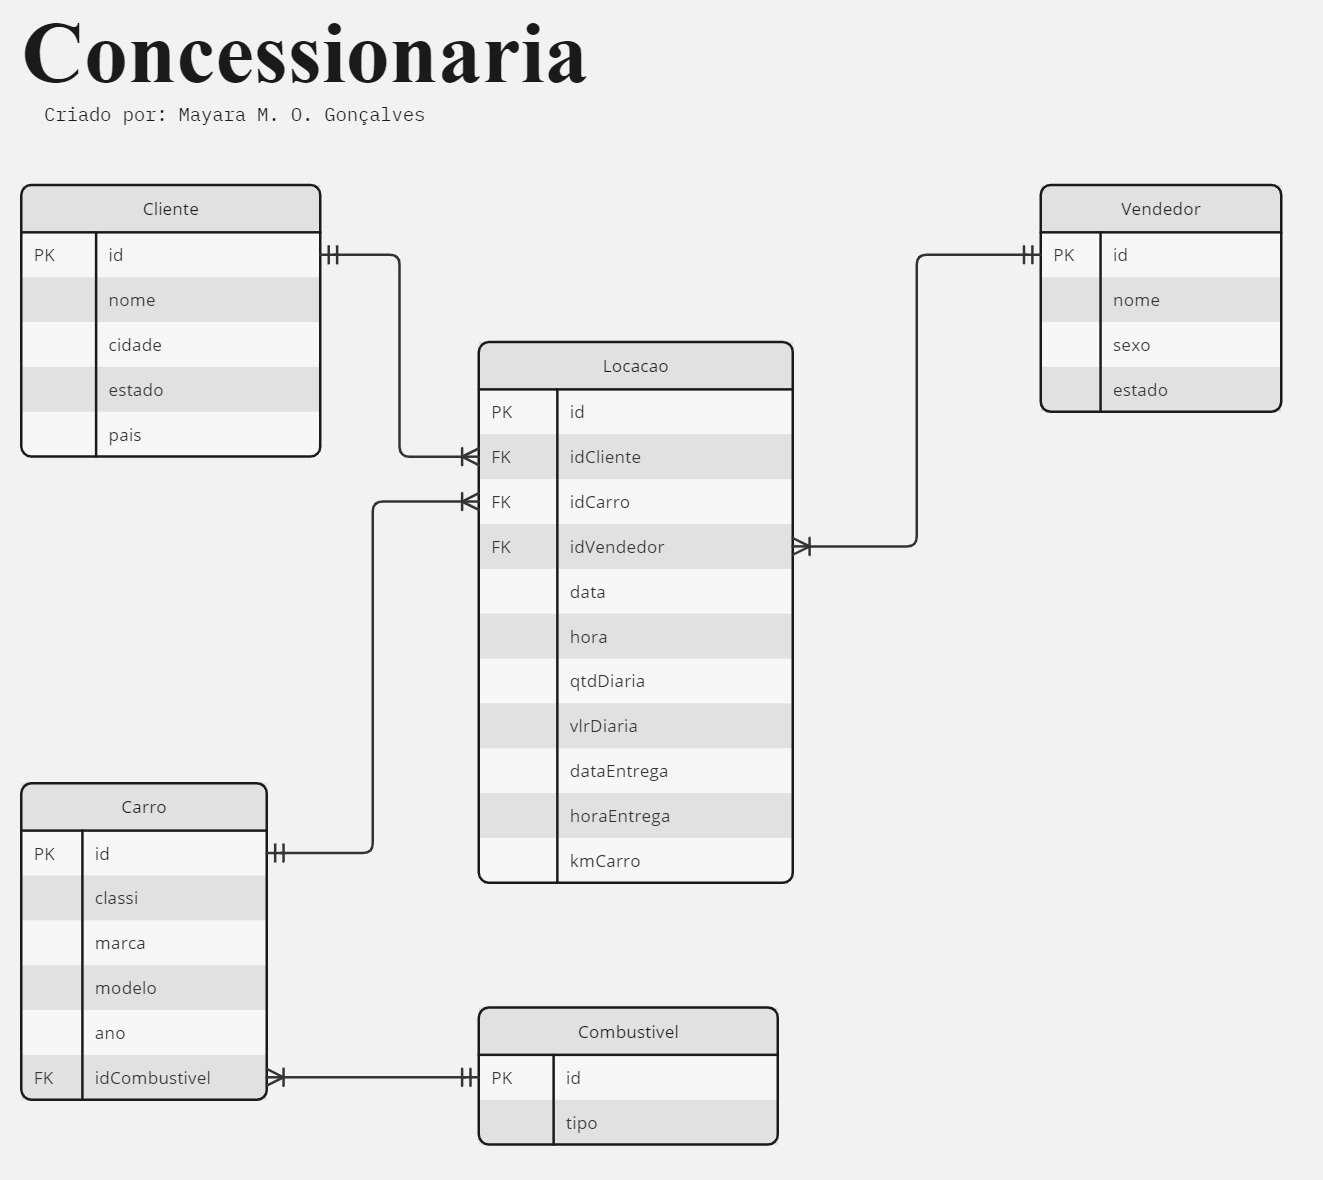 Concessionaria
Criado por: Mayara M. O. Gonçalves
Cliente
PK id
nome
cidade
estado
pais
Vendedor
PK id
nome
sexo
estado
Locacao
PK id
FK idCliente
FK idCarro
FK idVendedor
data
hora
qtdDiaria
vlrDiaria
dataEntrega
horaEntrega
kmCarro
Carro
PK id
classi
marca
modelo
ano
FK idCombustivel
Combustivel
PK id
tipo